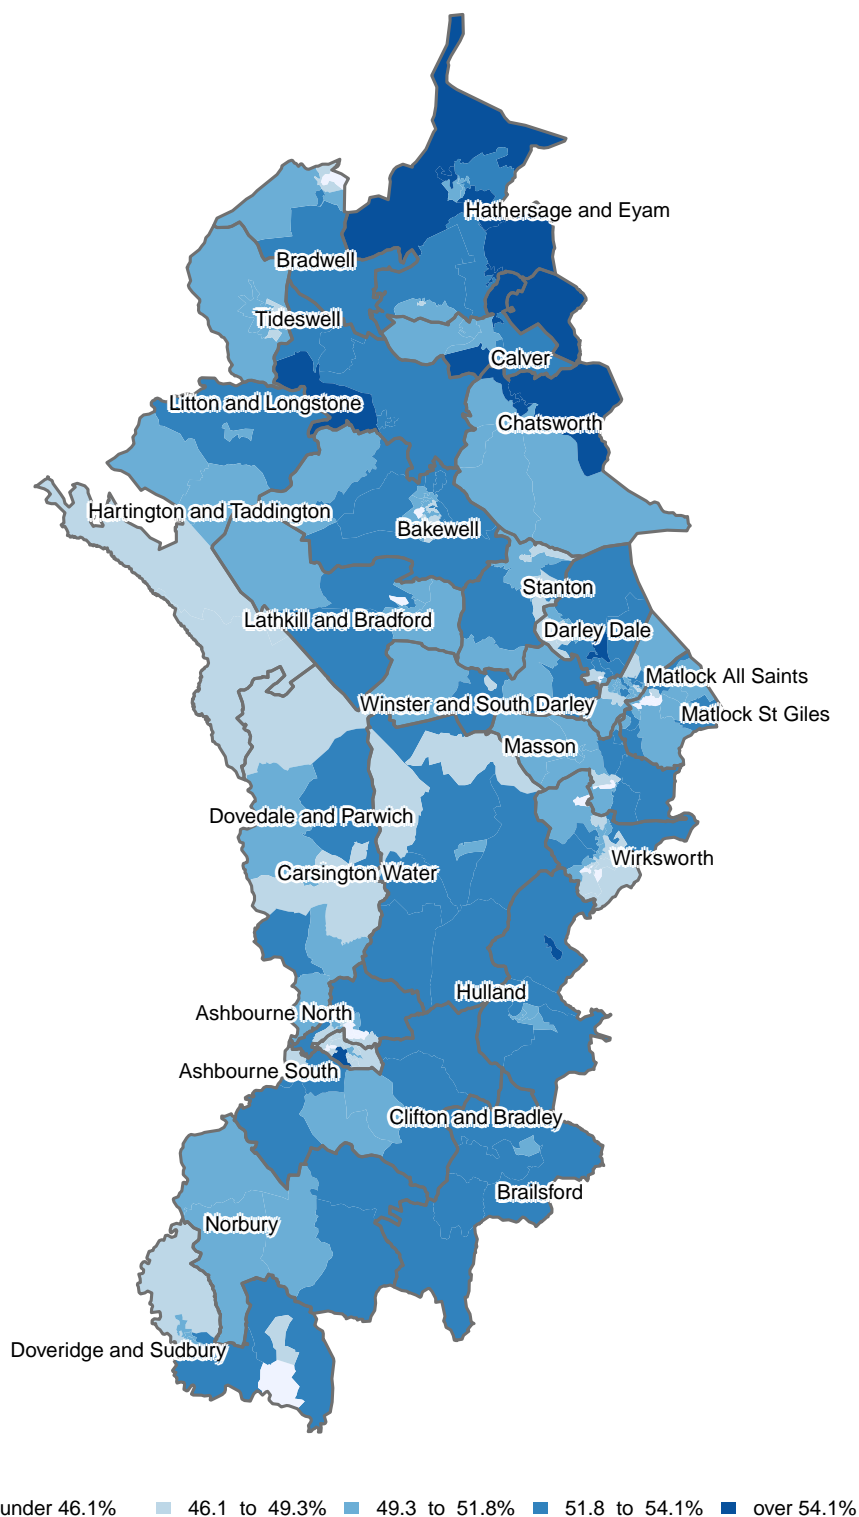 Hathersage and Eyam
Bradwell
Tideswell
Calver
Litton and Longstone
Chatsworth
Hartington and Taddington
Bakewell
Stanton
Lathkill and Bradford
Darley Dale
Matlock All Saints
Winster and South Darley
Matlock St Giles
Masson
Dovedale and Parwich
Wirksworth
Carsington Water
Hulland
Ashbourne North
Ashbourne South
Clifton and Bradley
Brailsford
Norbury
Doveridge and Sudbury
under 46.1% 46.1 to 49.3% 49.3 to 51.8% 51.8 to 54.1% over 54.1%